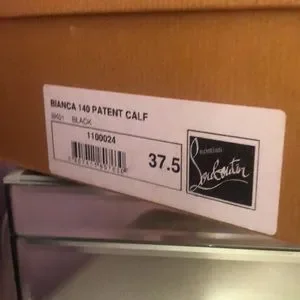 BIANCA 140 PATENT CALF
BK01 BLACK
1100024
37.5
Christian
Louboutin